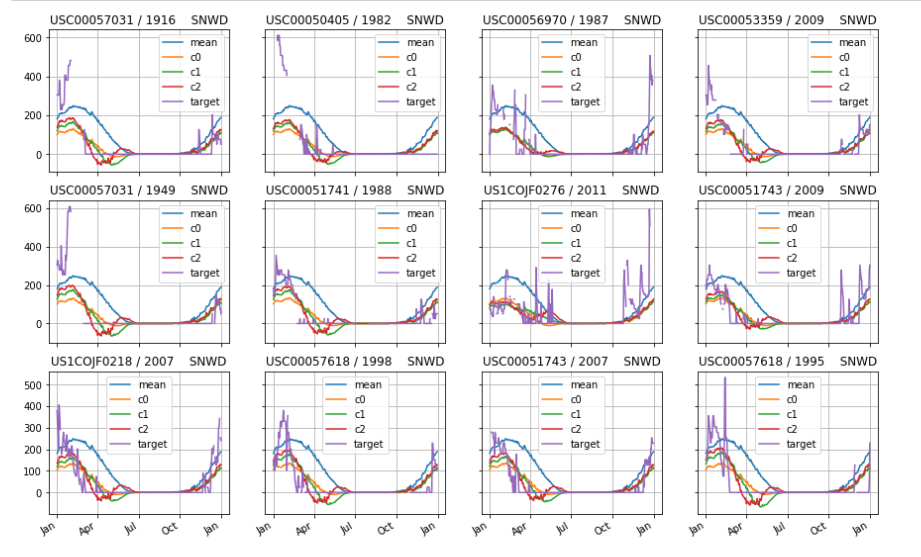 USC00057031 / 1916 SNWD
USC00050405 / 1982 SNWD
USC00056970 / 1987 SNWD
USC00053359 / 2009 SNWD
mean
c0
c1
c2
target
mean
c0
c1
c2
target
mean
c0
c1
c2
target
mean
c0
c1
c2
target
600
400
200
0
USC00057031 / 1949 SNWD
USC00051741 / 1988 SNWD
US1COJF0276 / 2011 SNWD
USC00051743 / 2009 SNWD
mean
c0
c1
c2
target
mean
c0
c1
c2
target
mean
c0
c1
c2
target
mean
c0
c1
c2
target
600
400
200
0
US1COJF0218 / 2007 SNWD
USC00057618 / 1998 SNWD
USC00051743 / 2007 SNWD
USC00057618 / 1995 SNWD
mean
c0
c1
c2
target
mean
c0
c1
c2
target
mean
c0
c1
c2
target
mean
c0
c1
c2
target
500
400
300
200
100
0
Jan Apr Jul Oct Jan
Jan Apr Jul Oct Jan
Jan Apr Jul Oct Jan
Jan Apr Jul Oct Jan